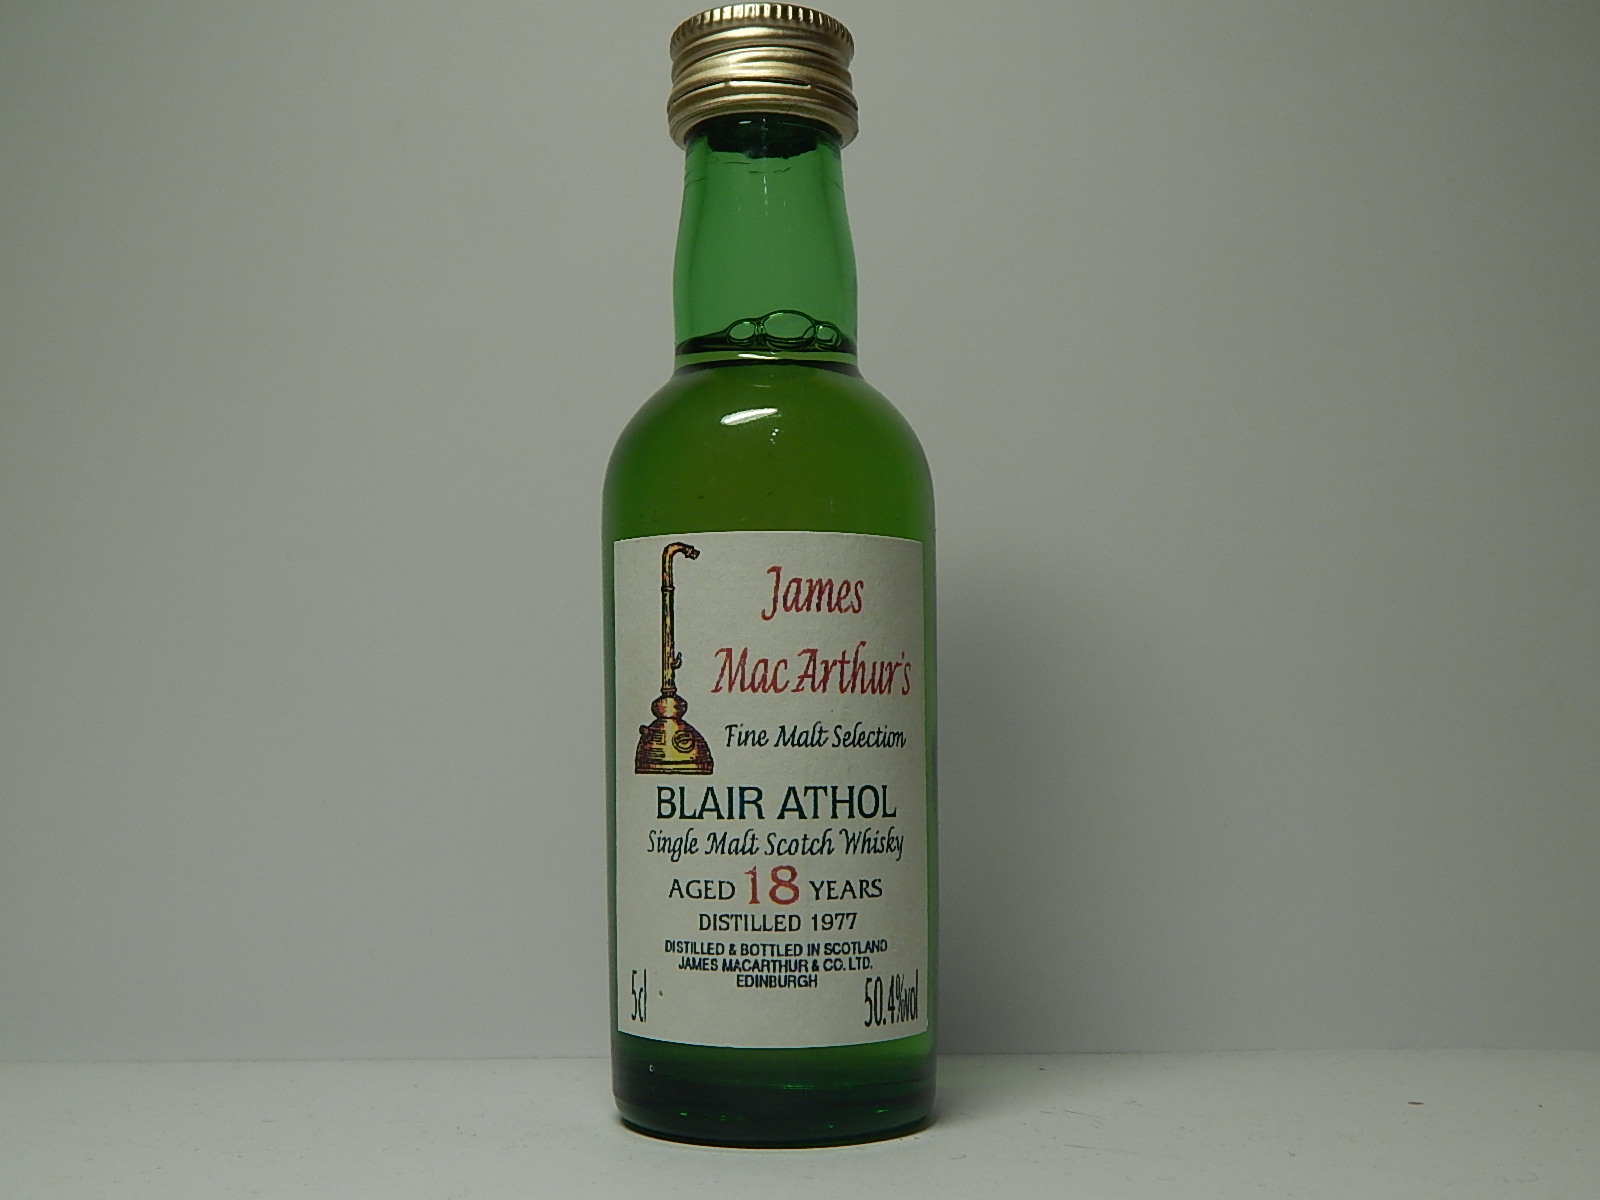 James
MacArthur's
Fine Malt Selection
BLAIR ATHOL
Single Malt Scotch Whisky
AGED 18 YEARS
DISTILLED 1977
DISTILLED & BOTTLED IN SCOTLAND
JAMES MACARTHUR & CO. LTD.
EDINBURGH
5cl 50.4%vol